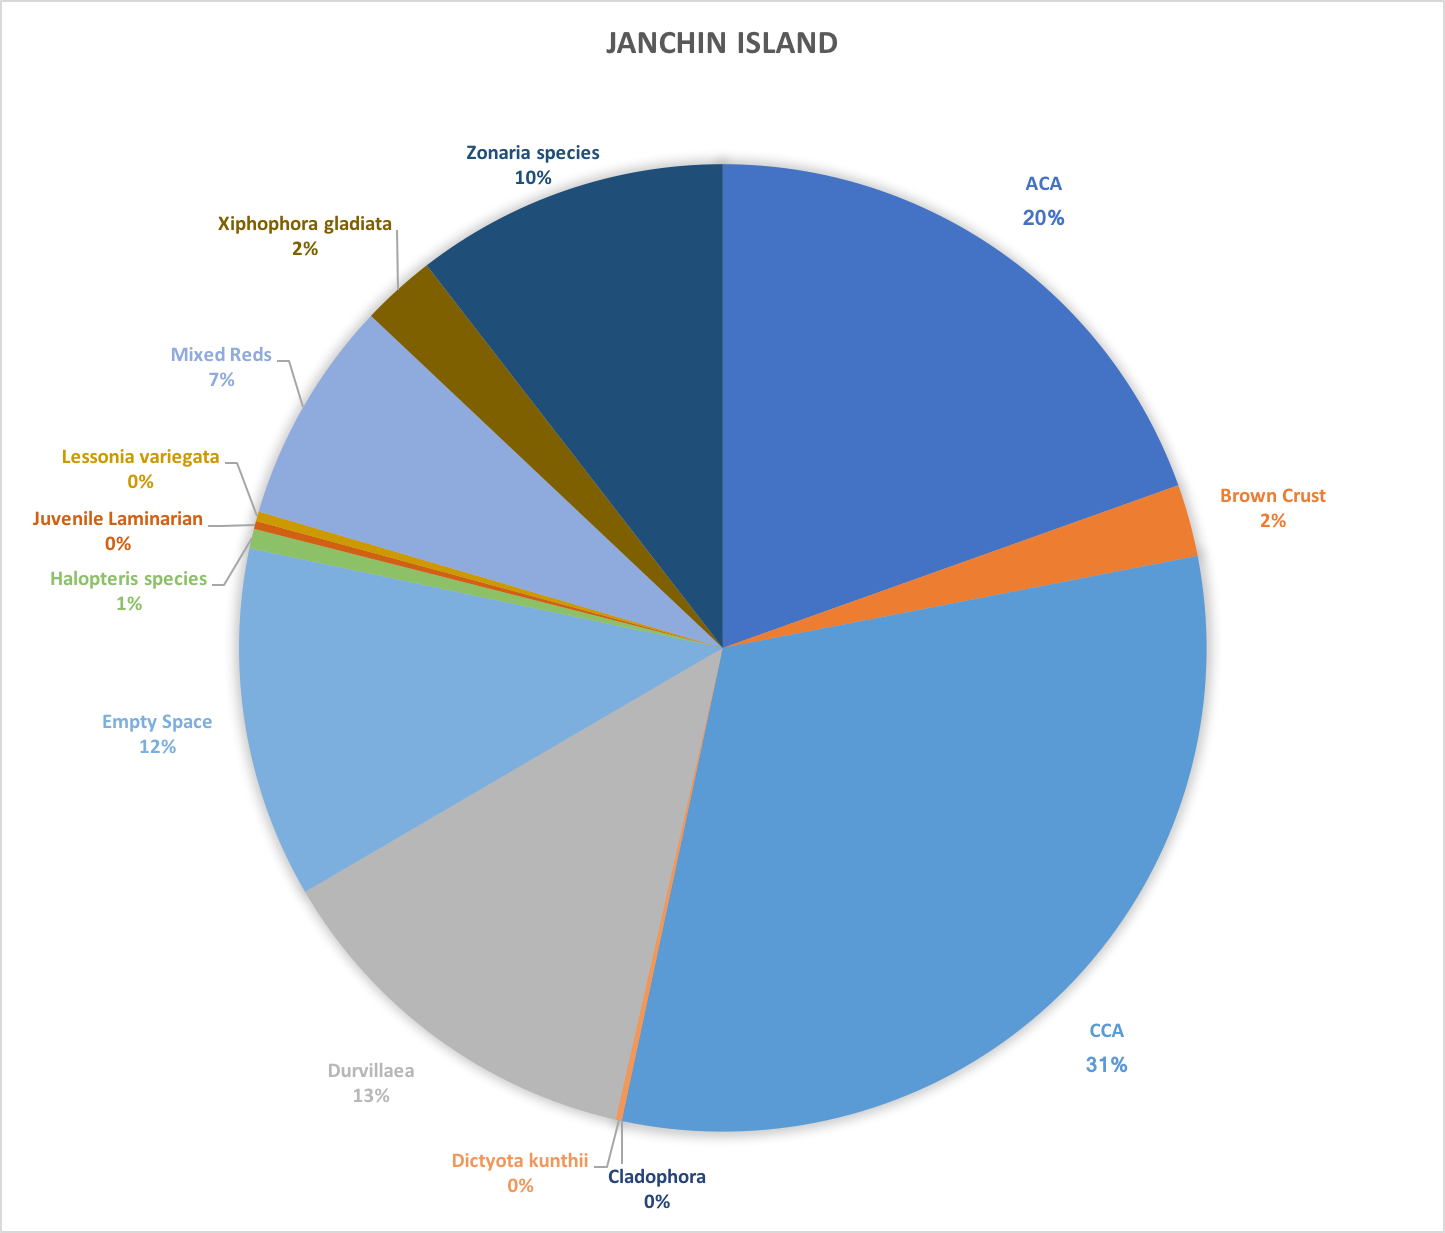 JANCHIN ISLAND
Zonaria species
10%
ACA
20%
Xiphophora gladiata
2%
Mixed Reds
7%
Lessonia variegata
0%
Brown Crust
2%
Juvenile Laminarian
0%
Halopteris species
1%
Empty Space
12%
CCA
31%
Durvillaea
13%
Dictyota kunthii
0%
Cladophora
0%